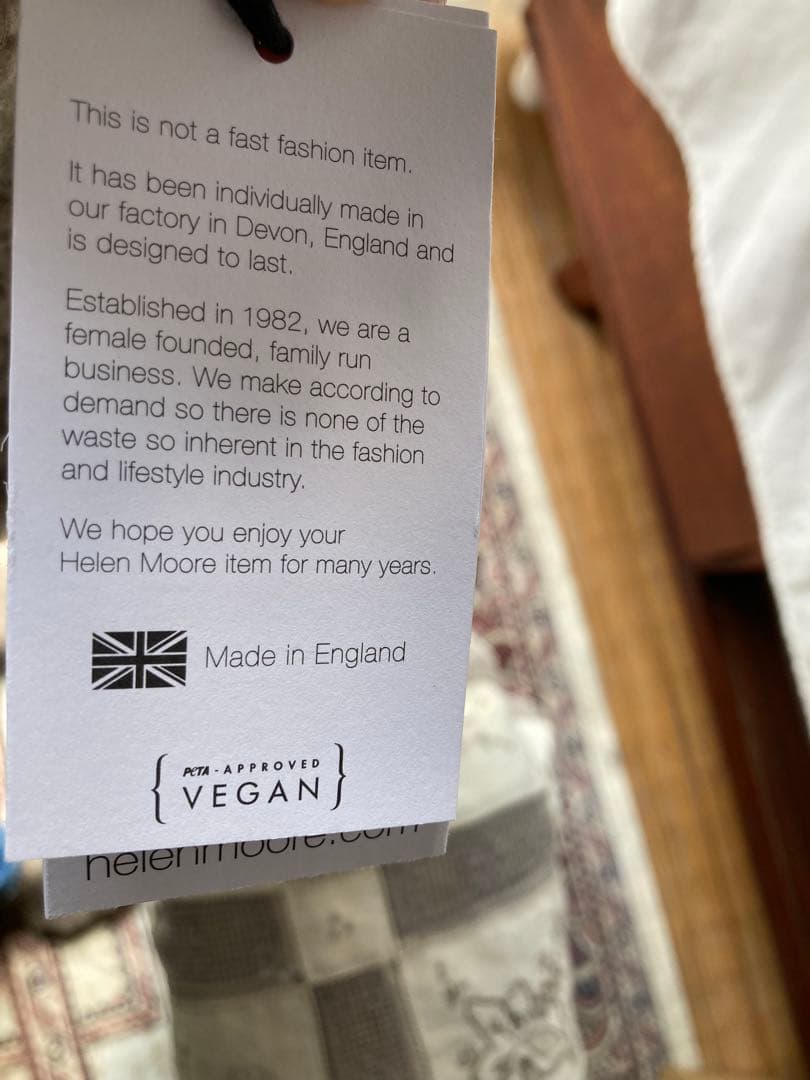 This is not a fast fashion item.
It has been individually made in
our factory in Devon, England and
is designed to last.
Established in 1982, we are a
female founded, family run
business. We make according to
demand so there is none of the
waste so inherent in the fashion
and lifestyle industry.
We hope you enjoy your
Helen Moore item for many years.
Made in England
PETA-APPROVED
VEGAN
helenmoore.com